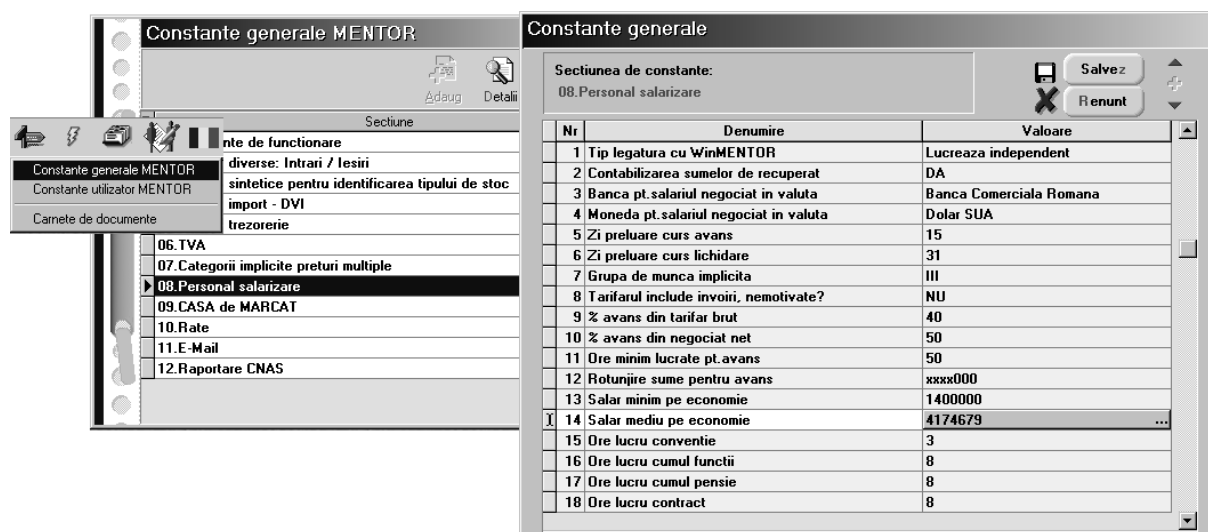 Constante generale MENTOR
Adaug
Detalii
Sectiune
nte de functionare
diverse: Intrari / Iesiri
sintetice pentru identificarea tipului de stoc
import - DVI
trezorerie
06.TVA
07.Categorii implicite preturi multiple
08.Personal salarizare
09.CASA de MARCAT
10.Rate
11.E-Mail
12.Raportare CNAS
Constante generale MENTOR
Constante utilizator MENTOR
Carnete de documente
Constante generale
Sectiunea de constante:
08.Personal salarizare
Salvez
Renunt
Nr Denumire Valoare
1 Tip legatura cu WinMENTOR Lucreaza independent
2 Contabilizarea sumelor de recuperat DA
3 Banca pt.salariul negociat in valuta Banca Comerciala Romana
4 Moneda pt.salariul negociat in valuta Dolar SUA
5 Zi preluare curs avans 15
6 Zi preluare curs lichidare 31
7 Grupa de munca implicita III
8 Tarifarul include invoiri, nemotivate? NU
9 % avans din tarifar brut 40
10 % avans din negociat net 50
11 Ore minim lucrate pt.avans 50
12 Rotunjire sume pentru avans xxxx000
13 Salar minim pe economie 1400000
14 Salar mediu pe economie 4174679 ...
15 Ore lucru conventie 3
16 Ore lucru cumul functii 8
17 Ore lucru cumul pensie 8
18 Ore lucru contract 8